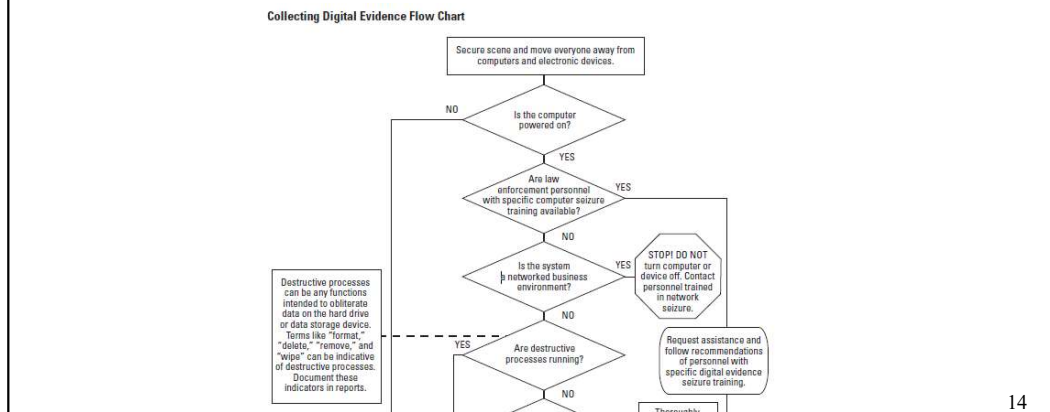 Collecting Digital Evidence Flow Chart
Secure scene and move everyone away from
computers and electronic devices.
NO
Is the computer
powered on?
YES
Are law
enforcement personnel
with specific computer seizure
training available?
YES
NO
Is the system
a networked business
environment?
YES
STOP! DO NOT
turn computer or
device off. Contact
personnel trained
in network
seizure.
NO
Destructive processes
can be any functions
intended to obliterate
data on the hard drive
or data storage device.
Terms like “format,”
“delete,” “remove,” and
“wipe” can be indicative
of destructive processes.
Document these
indicators in reports.
YES
Are destructive
processes running?
Request assistance and
follow recommendations
of personnel with
specific digital evidence
seizure training.
NO
Thoroughly
14